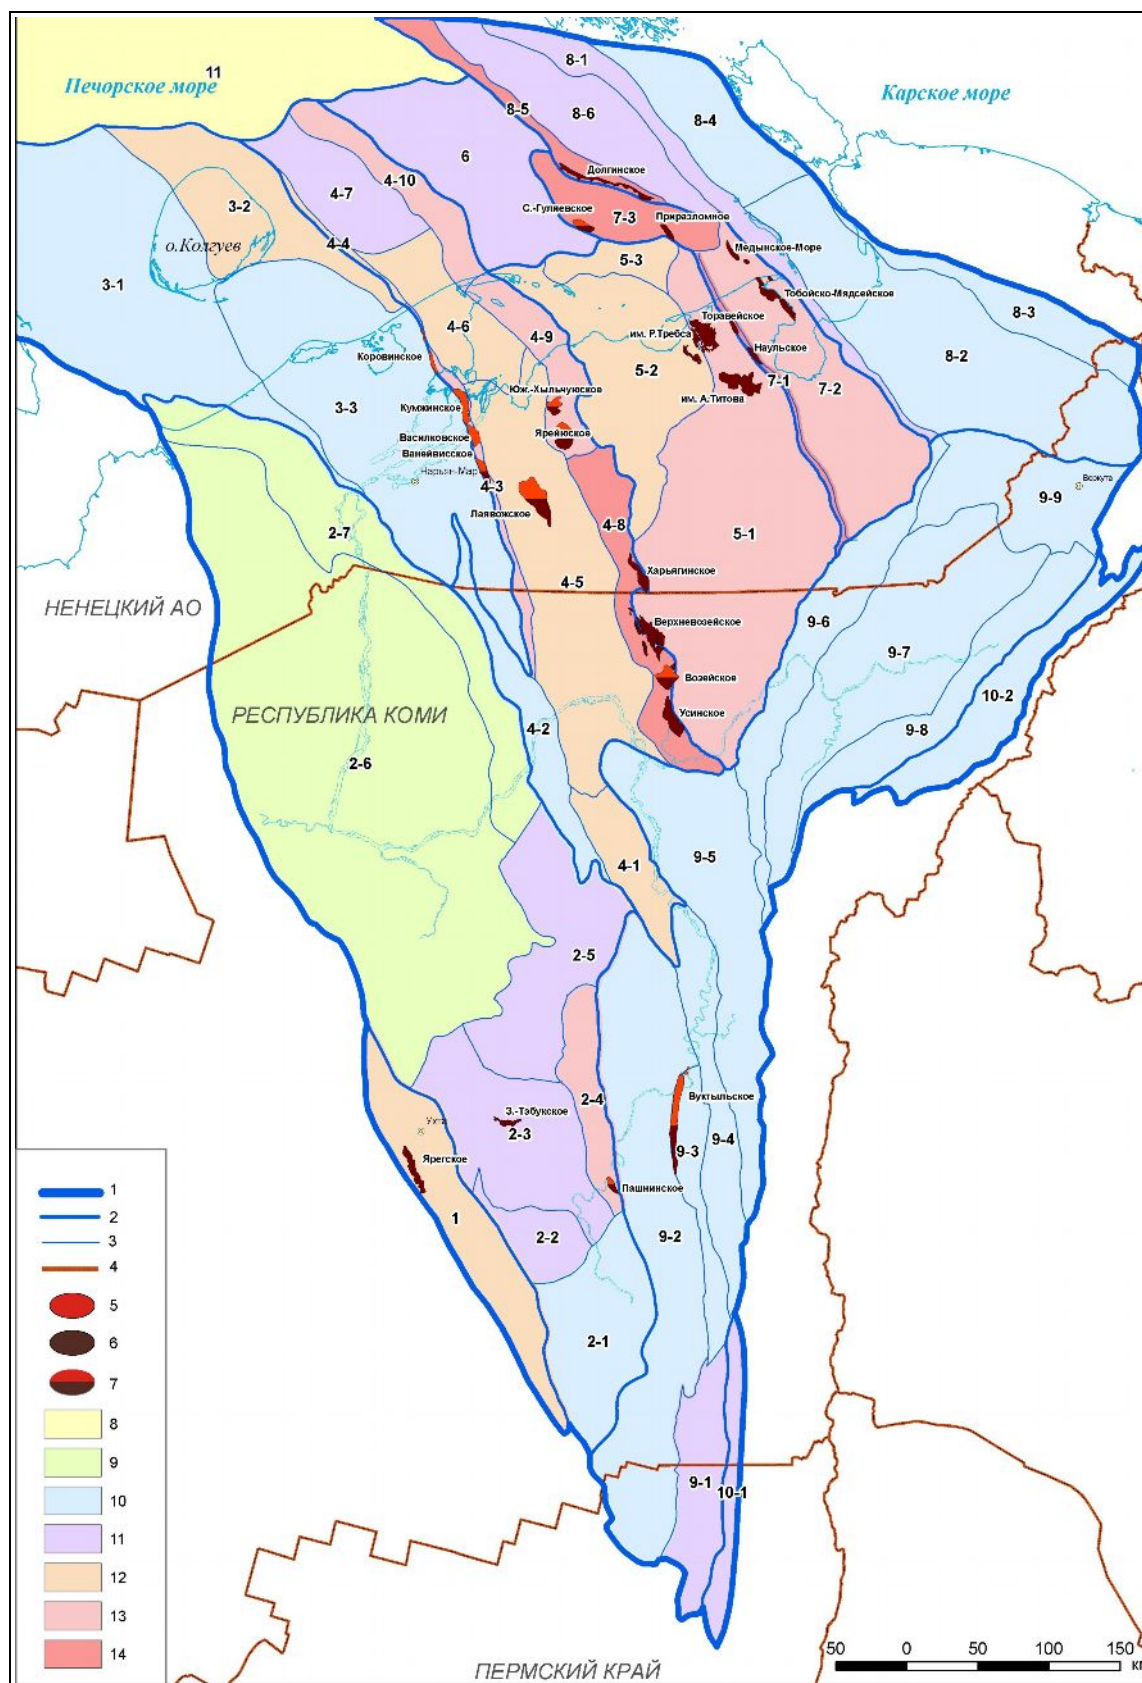 11
Печорское море
Карское море
8-1
8-5
8-6
8-4
6
4-10
4-7
3-2
4-4
о.Колгуев
3-1
Долгинское
С.-Гуляевское
7-3
Приразломное
Медынское-Море
5-3
Тобойско-Мядсейское
8-3
4-6
4-9
Торавейское
им. Р.Требса
Наульское
8-2
Коровинское
5-2
7-1
7-2
Юж.-Хыльчуюское
им. А.Титова
3-3
Кумжинское
Василковское
Ярейюское
Ванейвисское
Нарьян-Мар
4-3
Лаявожское
9-9
Воркута
2-7
4-8
5-1
Харьягинское
4-5
НЕНЕЦКИЙ АО
Верхневозейское
9-6
9-7
Возейское
10-2
РЕСПУБЛИКА КОМИ
Усинское
4-2
9-8
2-6
4-1
9-5
2-5
Вуктыльское
2-4
З.-Тэбукское
Ухта
2-3
9-4
9-3
Ярегское
Пашнинское
1
2-2
9-2
2-1
9-1
10-1
1
2
3
4
5
6
7
8
9
10
11
12
13
14
50 0 50 100 150
км
ПЕРМСКИЙ КРАЙ